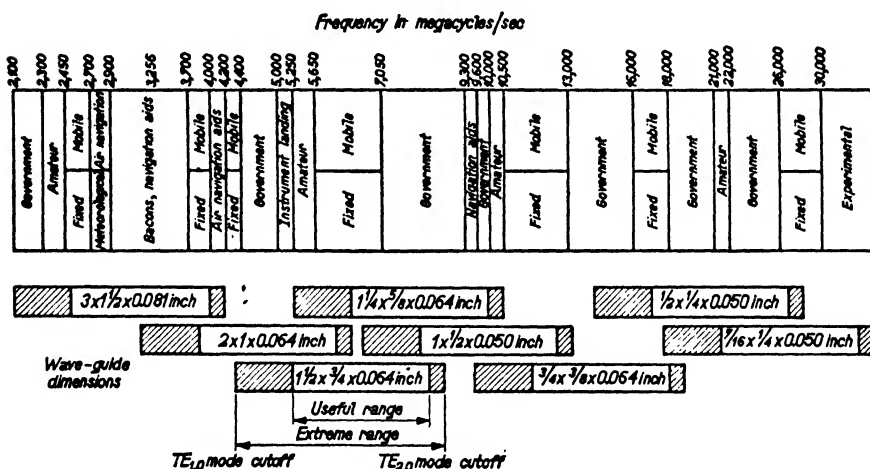 Frequency in megacycles/sec
2,100
2,300
2,450
2,700
2,900
3,256
3,700
4,000
4,200
4,400
5,000
5,250
5,650
7,050
9,300
9,600
10,000
10,500
13,000
16,000
18,000
21,000
22,000
26,000
30,000
Government
Amateur
Mobile
Fixed
Air navigation
Meteorological
Bacons, navigation aids
Mobile
Fixed
Air navigation aids
Mobile
Fixed
Government
Instrument landing
Amateur
Mobile
Fixed
Government
Navigation aids
Government
Amateur
Mobile
Fixed
Government
Mobile
Fixed
Government
Amateur
Government
Mobile
Fixed
Experimental
3x1½x0.081 inch
1¼x⅝x0.064 inch
½x¼x0.050 inch
2x1x0.064 inch
1x½x0.050 inch
7/16x¼x0.050 inch
Wave-guide
dimensions
1½x¾x0.064 inch
¾x⅜x0.064 inch
Useful range
Extreme range
TE1,0 mode cutoff
TE2,0 mode cutoff